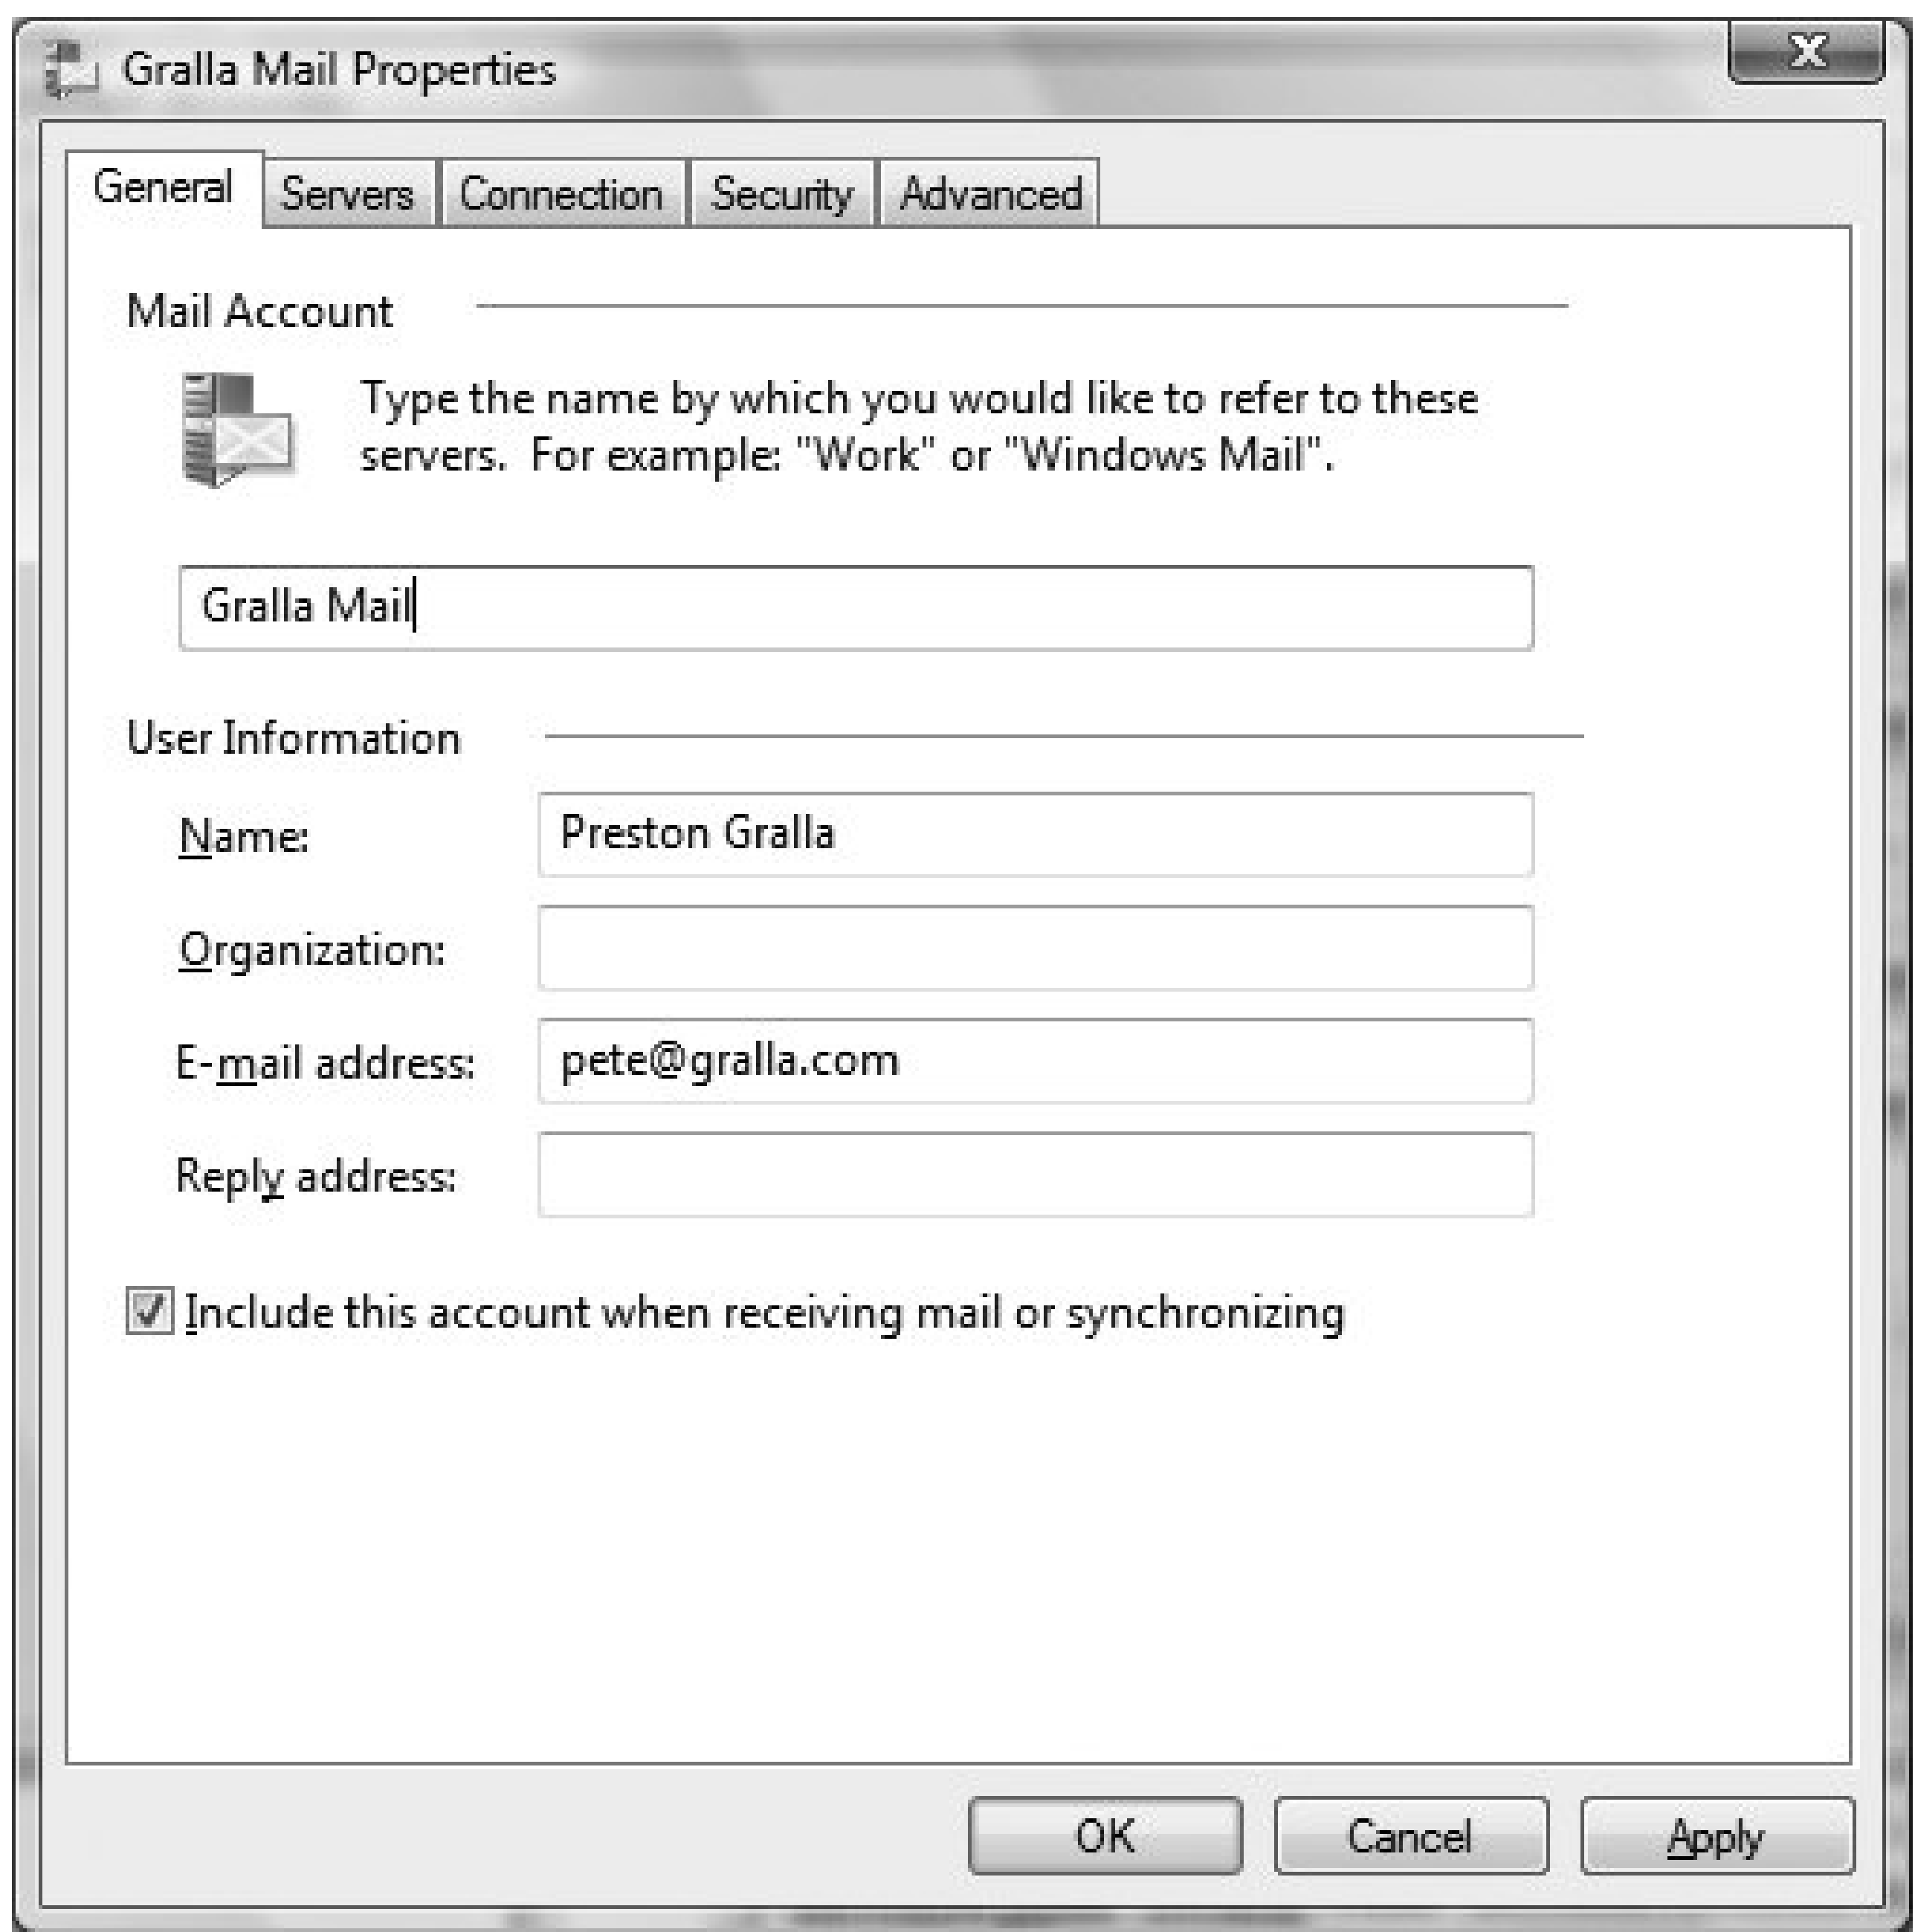 Gralla Mail Properties
General Servers Connection Security Advanced
Mail Account
Type the name by which you would like to refer to these
servers.  For example: "Work" or "Windows Mail".
Gralla Mail
User Information
Name: Preston Gralla
Organization:
E-mail address: pete@gralla.com
Reply address:
Include this account when receiving mail or synchronizing
OK Cancel Apply